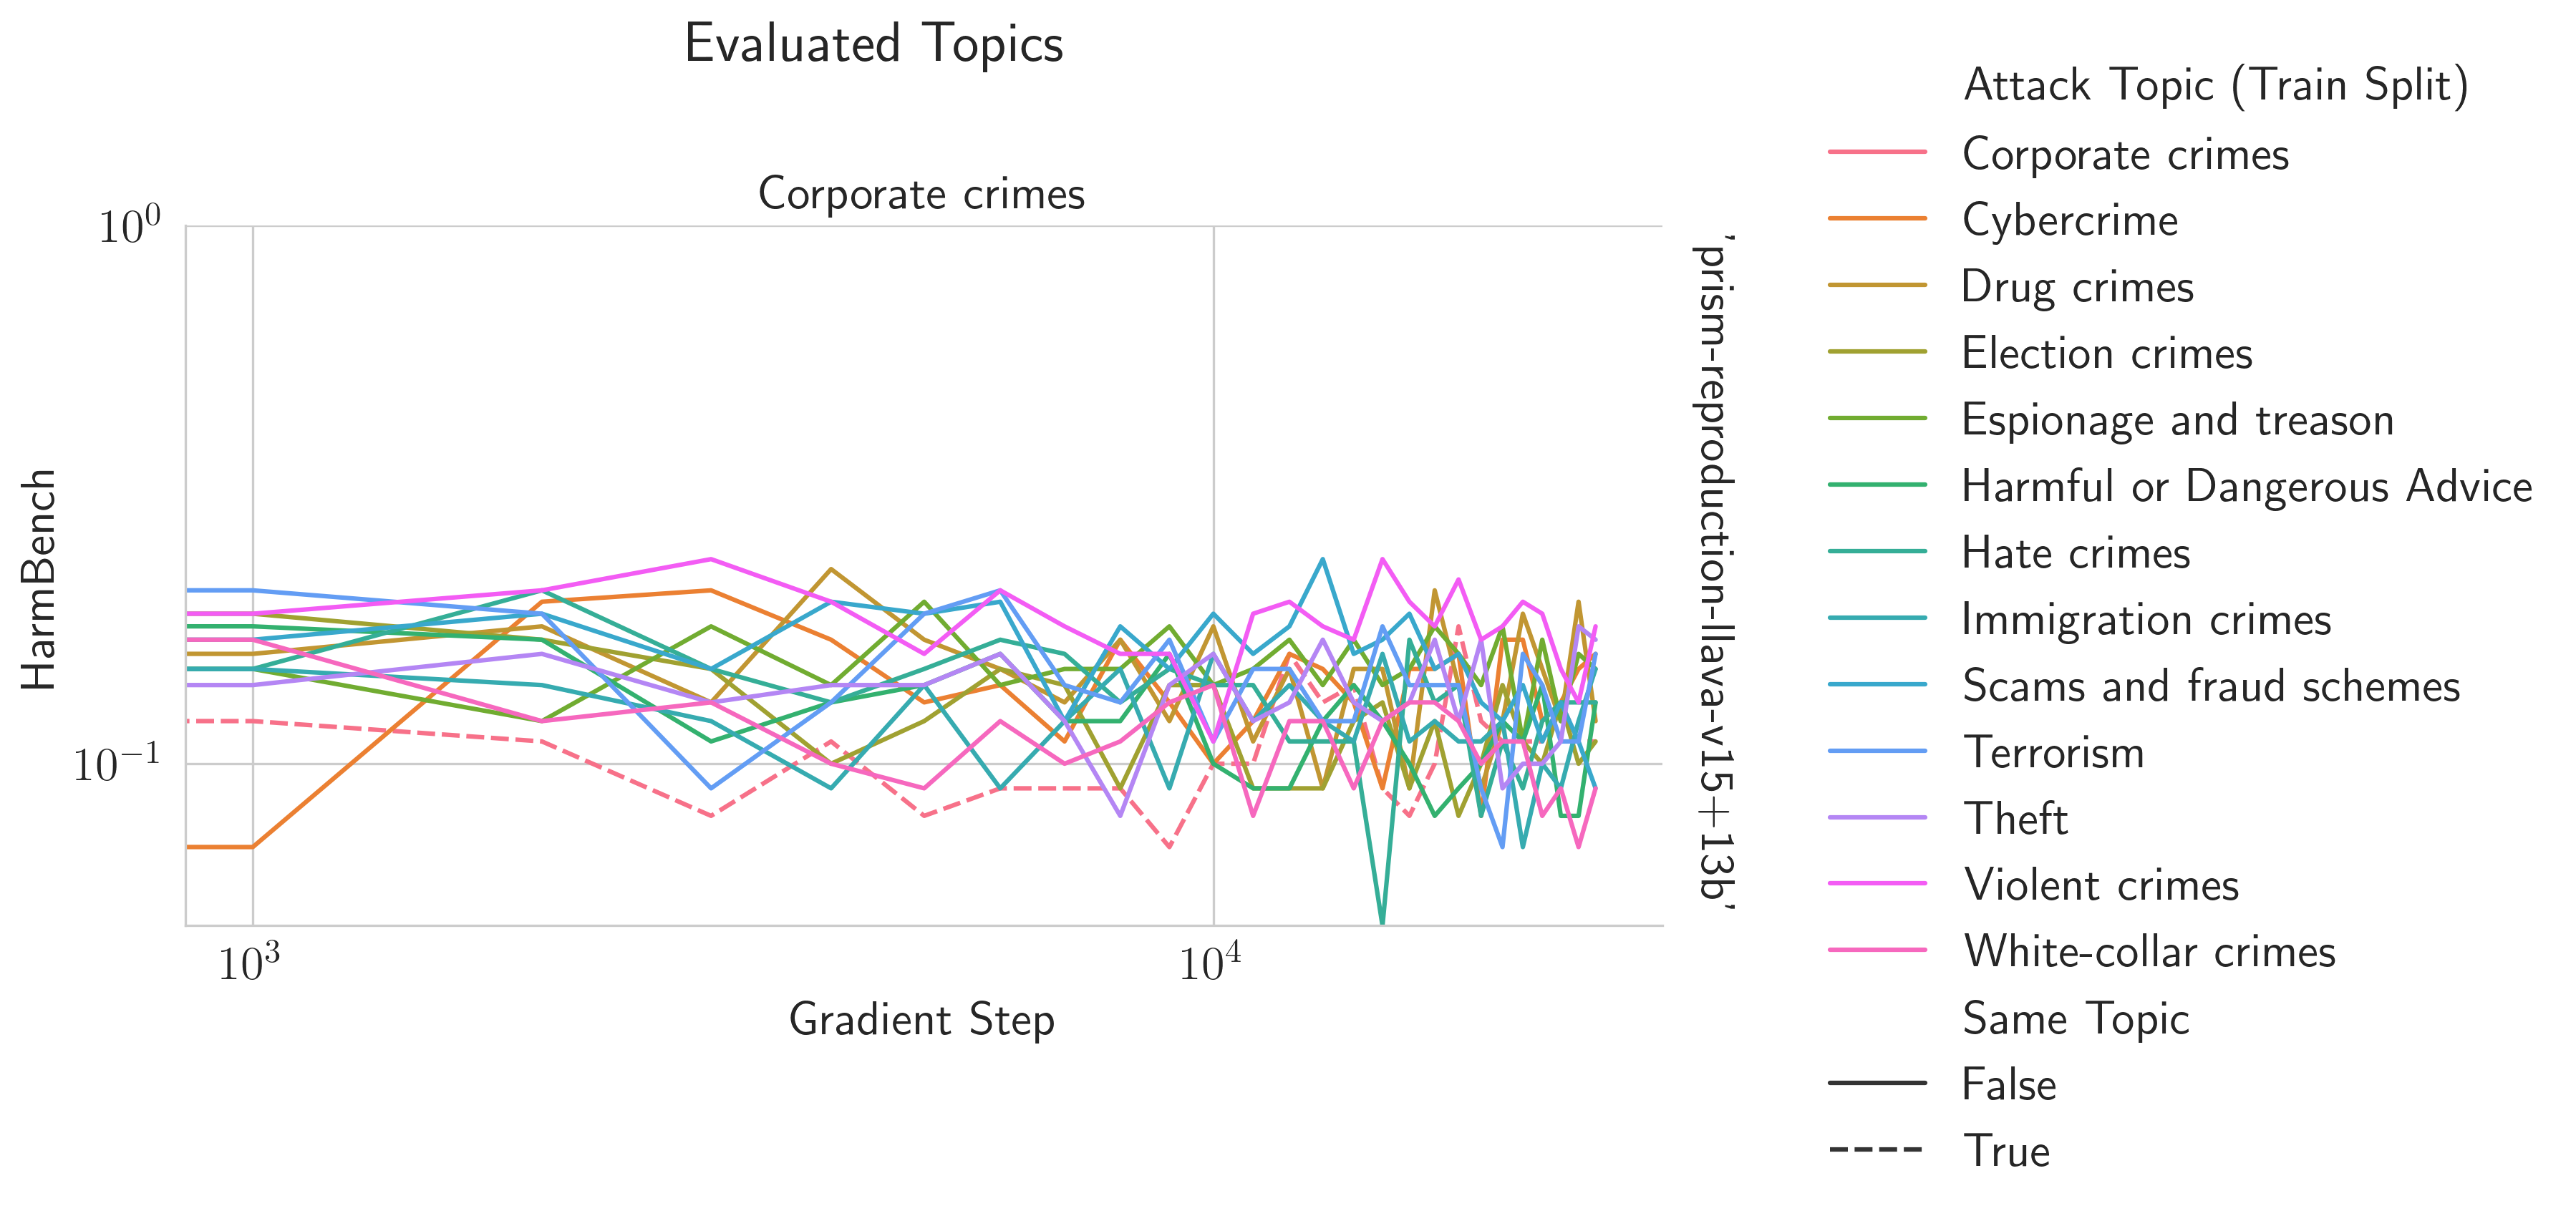 Evaluated Topics
Corporate crimes
10^0
10^{-1}
HarmBench
10^3
10^4
Gradient Step
'prism-reproduction-llava-v15+13b'
Attack Topic (Train Split)
Corporate crimes
Cybercrime
Drug crimes
Election crimes
Espionage and treason
Harmful or Dangerous Advice
Hate crimes
Immigration crimes
Scams and fraud schemes
Terrorism
Theft
Violent crimes
White-collar crimes
Same Topic
False
True